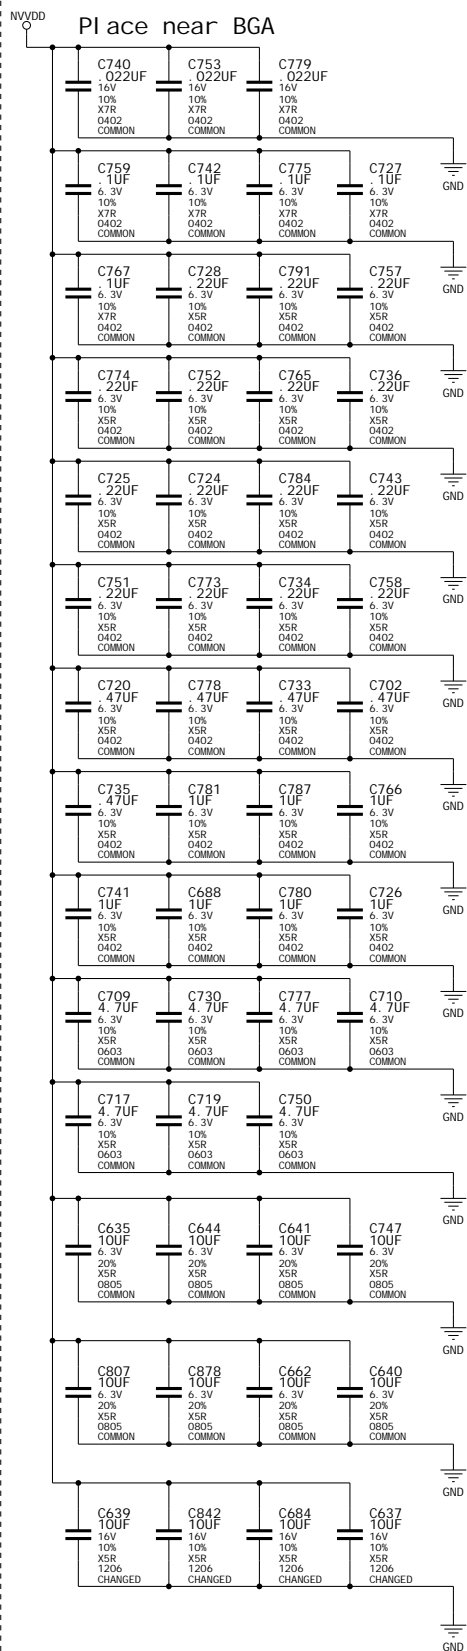 NVVDD
Place near BGA
C740
.022UF
16V
10%
X7R
0402
COMMON
C753
.022UF
16V
10%
X7R
0402
COMMON
C779
.022UF
16V
10%
X7R
0402
COMMON
GND
C759
.1UF
6.3V
10%
X7R
0402
COMMON
C742
.1UF
6.3V
10%
X7R
0402
COMMON
C775
.1UF
6.3V
10%
X7R
0402
COMMON
C727
.1UF
6.3V
10%
X7R
0402
COMMON
GND
C767
.1UF
6.3V
10%
X7R
0402
COMMON
C728
.22UF
6.3V
10%
X5R
0402
COMMON
C791
.22UF
6.3V
10%
X5R
0402
COMMON
C757
.22UF
6.3V
10%
X5R
0402
COMMON
GND
C774
.22UF
6.3V
10%
X5R
0402
COMMON
C752
.22UF
6.3V
10%
X5R
0402
COMMON
C765
.22UF
6.3V
10%
X5R
0402
COMMON
C736
.22UF
6.3V
10%
X5R
0402
COMMON
GND
C725
.22UF
6.3V
10%
X5R
0402
COMMON
C724
.22UF
6.3V
10%
X5R
0402
COMMON
C784
.22UF
6.3V
10%
X5R
0402
COMMON
C743
.22UF
6.3V
10%
X5R
0402
COMMON
GND
C751
.22UF
6.3V
10%
X5R
0402
COMMON
C773
.22UF
6.3V
10%
X5R
0402
COMMON
C734
.22UF
6.3V
10%
X5R
0402
COMMON
C758
.22UF
6.3V
10%
X5R
0402
COMMON
GND
C720
.47UF
6.3V
10%
X5R
0402
COMMON
C778
.47UF
6.3V
10%
X5R
0402
COMMON
C733
.47UF
6.3V
10%
X5R
0402
COMMON
C702
.47UF
6.3V
10%
X5R
0402
COMMON
GND
C735
.47UF
6.3V
10%
X5R
0402
COMMON
C781
1UF
6.3V
10%
X5R
0402
COMMON
C787
1UF
6.3V
10%
X5R
0402
COMMON
C766
1UF
6.3V
10%
X5R
0402
COMMON
GND
C741
1UF
6.3V
10%
X5R
0402
COMMON
C688
1UF
6.3V
10%
X5R
0402
COMMON
C780
1UF
6.3V
10%
X5R
0402
COMMON
C726
1UF
6.3V
10%
X5R
0402
COMMON
GND
C709
4.7UF
6.3V
10%
X5R
0603
COMMON
C730
4.7UF
6.3V
10%
X5R
0603
COMMON
C777
4.7UF
6.3V
10%
X5R
0603
COMMON
C710
4.7UF
6.3V
10%
X5R
0603
COMMON
GND
C717
4.7UF
6.3V
10%
X5R
0603
COMMON
C719
4.7UF
6.3V
10%
X5R
0603
COMMON
C750
4.7UF
6.3V
10%
X5R
0603
COMMON
GND
C635
10UF
6.3V
20%
X5R
0805
COMMON
C644
10UF
6.3V
20%
X5R
0805
COMMON
C641
10UF
6.3V
20%
X5R
0805
COMMON
C747
10UF
6.3V
20%
X5R
0805
COMMON
GND
C807
10UF
6.3V
20%
X5R
0805
COMMON
C878
10UF
6.3V
20%
X5R
0805
COMMON
C662
10UF
6.3V
20%
X5R
0805
COMMON
C640
10UF
6.3V
20%
X5R
0805
COMMON
GND
C639
10UF
16V
10%
X5R
1206
CHANGED
C842
10UF
16V
10%
X5R
1206
CHANGED
C684
10UF
16V
10%
X5R
1206
CHANGED
C637
10UF
16V
10%
X5R
1206
CHANGED
GND